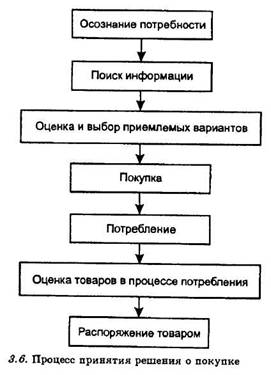 Осознание потребности
Поиск информации
Оценка и выбор приемлемых вариантов
Покупка
Потребление
Оценка товаров в процессе потребления
Распоряжение товаром
3.6. Процесс принятия решения о покупке